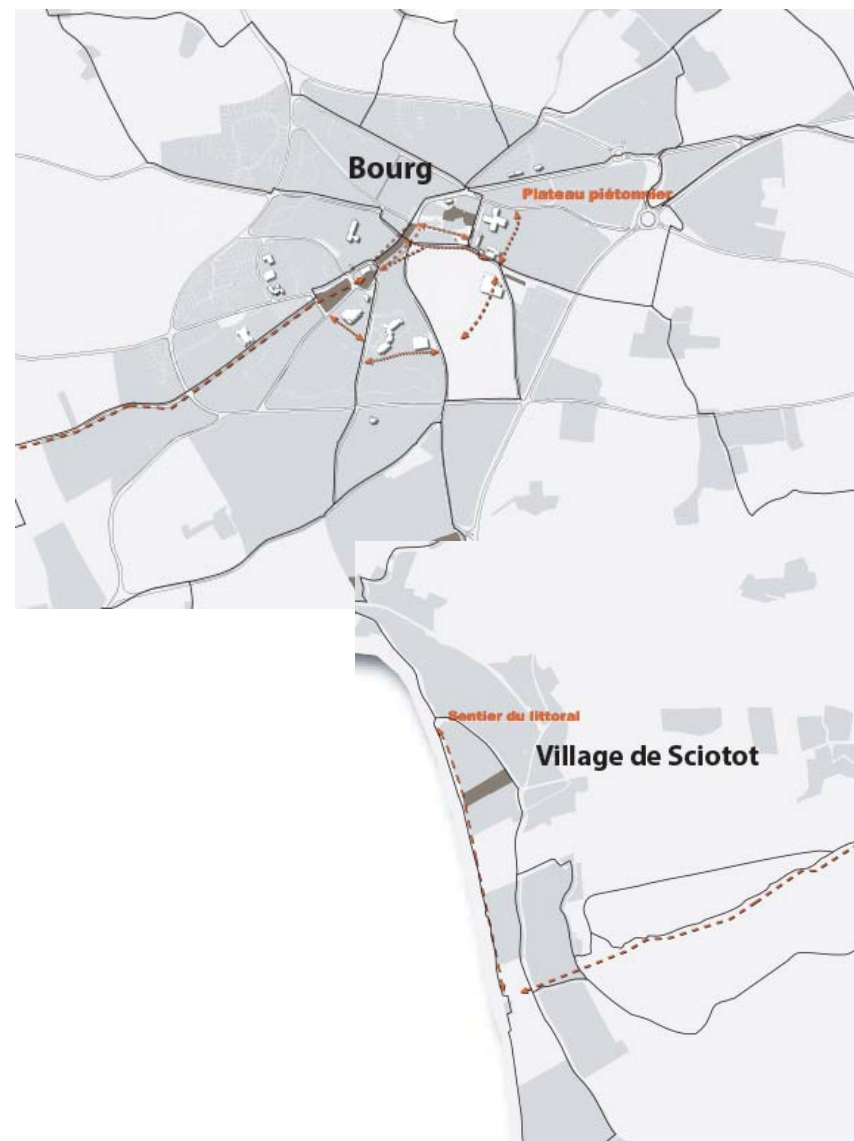 Bourg
Plateau piétonnier
Sentier du littoral
Village de Sciotot